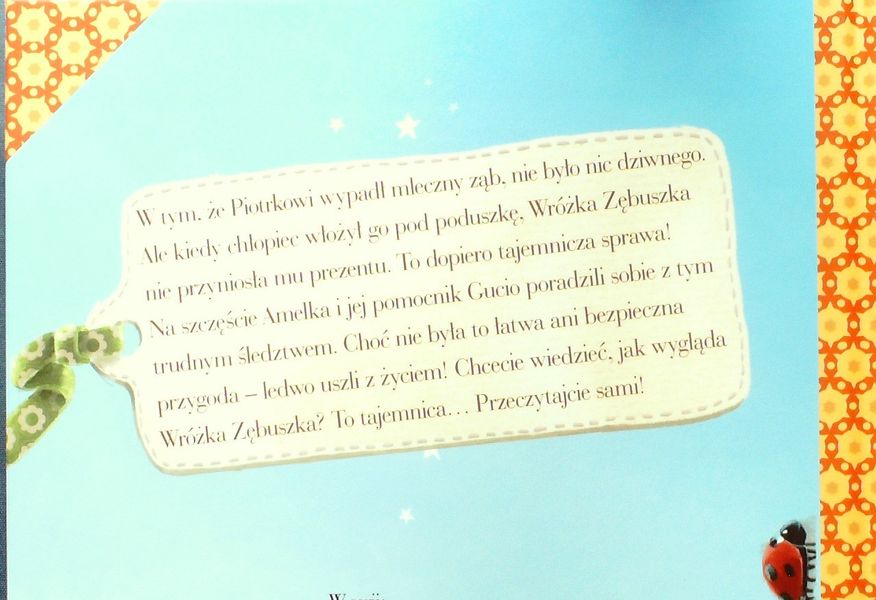 W tym, że Piotrkowi wypadł mleczny ząb, nie było nic dziwnego.
Ale kiedy chłopiec włożył go pod poduszkę, Wróżka Zębuszka
nie przyniosła mu prezentu. To dopiero tajemnicza sprawa!
Na szczęście Amelka i jej pomocnik Gucio poradzili sobie z tym
trudnym śledztwem. Choć nie była to łatwa ani bezpieczna
przygoda – ledwo uszli z życiem! Chcecie wiedzieć, jak wygląda
Wróżka Zębuszka? To tajemnica... Przeczytajcie sami!